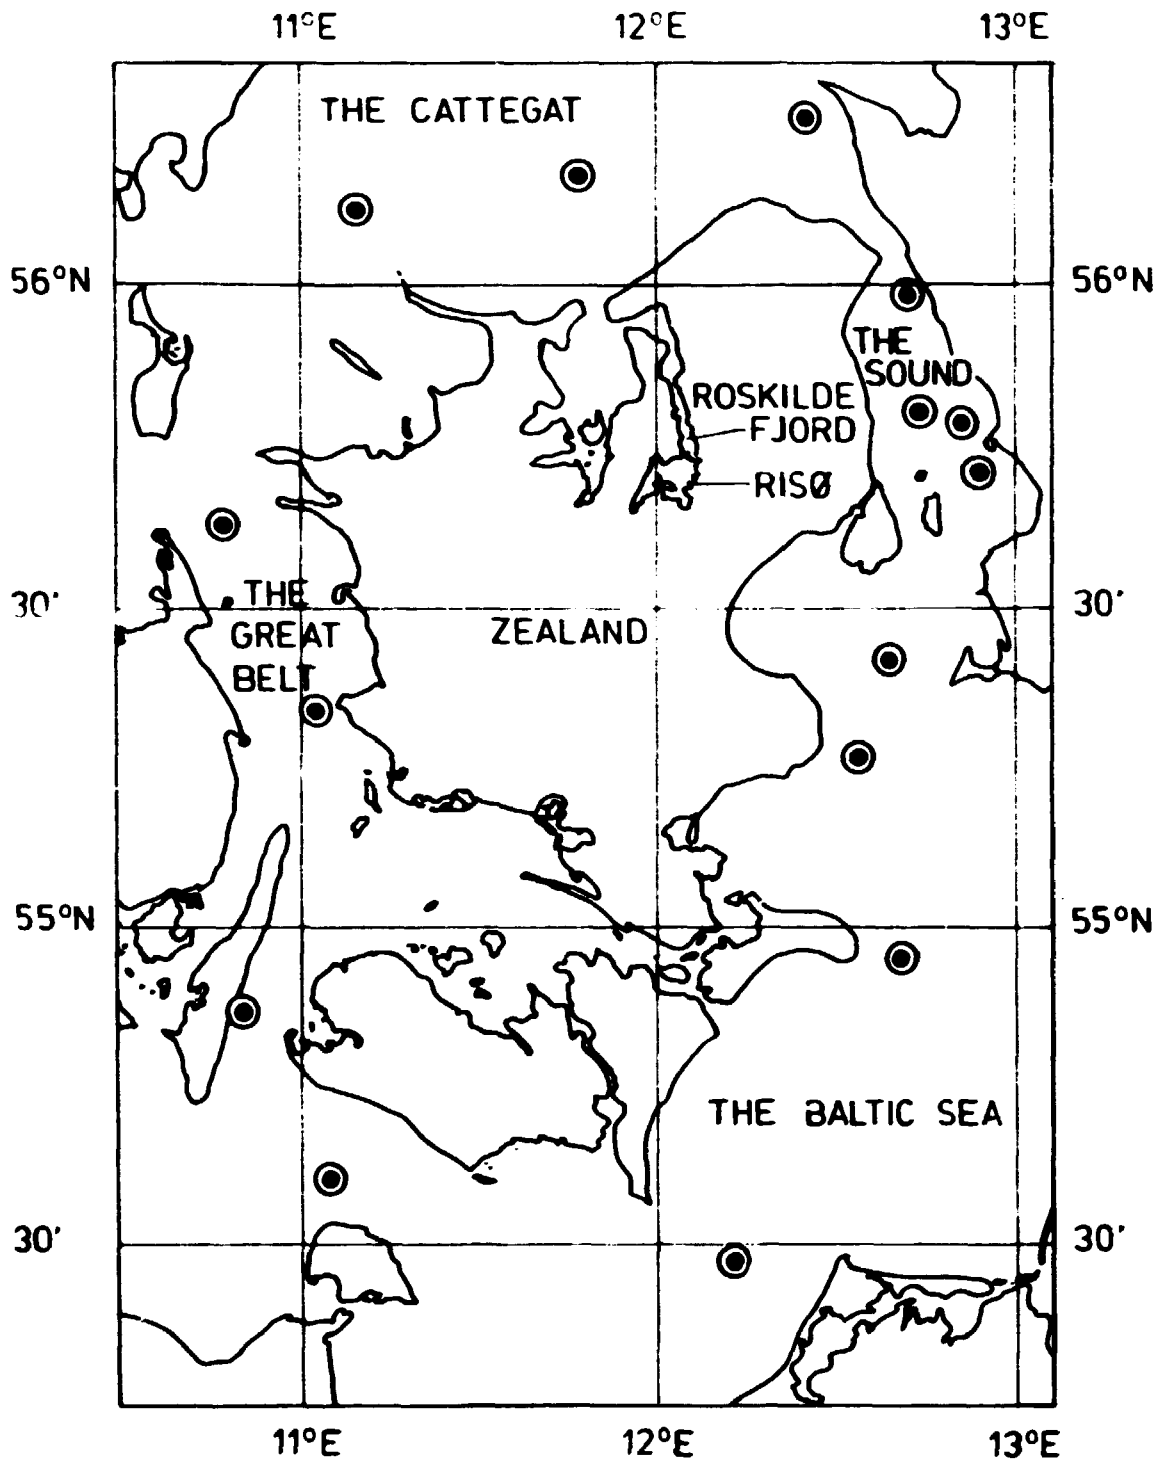 11°E 12°E 13°E
THE CATTEGAT
56°N 56°N
THE
SOUND
ROSKILDE
FJORD
RISØ
THE
30' 30'
GREAT ZEALAND
BELT
55°N 55°N
THE BALTIC SEA
30' 30'
11°E 12°E 13°E